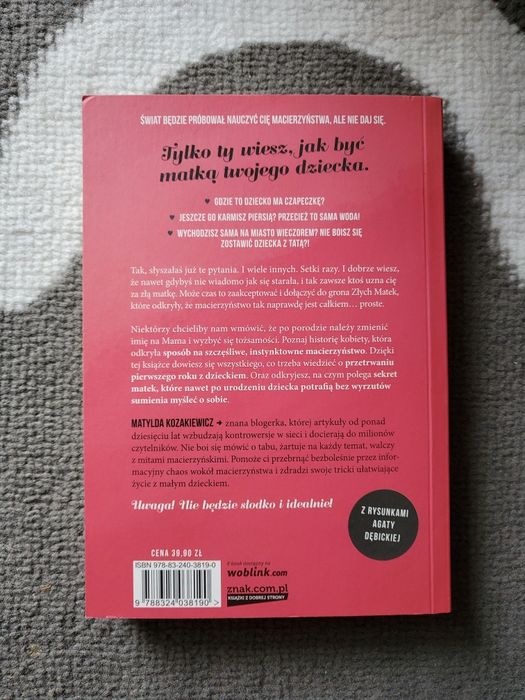 ŚWIAT BĘDZIE PRÓBOWAŁ NAUCZYĆ CIĘ MACIERZYŃSTWA, ALE NIE DAJ SIĘ.
Tylko ty wiesz, jak być
matką twojego dziecka.
♥ GDZIE TO DZIECKO MA CZAPECZKĘ?
♥ JESZCZE GO KARMISZ PIERSIĄ? PRZECIEŻ TO SAMA WODA!
♥ WYCHODZISZ SAMA NA MIASTO WIECZOREM? NIE BOISZ SIĘ
ZOSTAWIĆ DZIECKA Z TATĄ?!
Tak, słyszałaś już te pytania. I wiele innych. Setki razy. I dobrze wiesz,
że nawet gdybyś nie wiadomo jak się starała, i tak zawsze ktoś uzna cię
za złą matkę. Może czas to zaakceptować i dołączyć do grona Złych Matek,
które odkryły, że macierzyństwo tak naprawdę jest całkiem… proste.
Niektórzy chcieliby nam wmówić, że po porodzie należy zmienić
imię na Mama i wyzbyć się tożsamości. Poznaj historię kobiety, która
odkryła sposób na szczęśliwe, instynktowne macierzyństwo. Dzięki
tej książce dowiesz się wszystkiego, co trzeba wiedzieć o przetrwaniu
pierwszego roku z dzieckiem. Oraz odkryjesz, na czym polega sekret
matek, które nawet po urodzeniu dziecka potrafią bez wyrzutów
sumienia myśleć o sobie.
MATYLDA KOZAKIEWICZ → znana blogerka, której artykuły od ponad
dziesięciu lat wzbudzają kontrowersje w sieci i docierają do milionów
czytelników. Nie boi się mówić o tabu, żartuje na każdy temat, walczy
z mitami macierzyńskimi. Pomoże ci przebrnąć bezboleśnie przez infor-
macyjny chaos wokół macierzyństwa i zdradzi swoje tricki ułatwiające
życie z małym dzieckiem.
Uwaga! Nie będzie słodko i idealnie!
Z RYSUNKAMI
AGATY
DĘBICKIEJ
CENA 39,90 ZŁ
ISBN 978-83-240-3819-0
9 788324 038190 >
E-book dostępny na
woblink.com
znak.com.pl
KSIĄŻKI Z DOBREJ STRONY